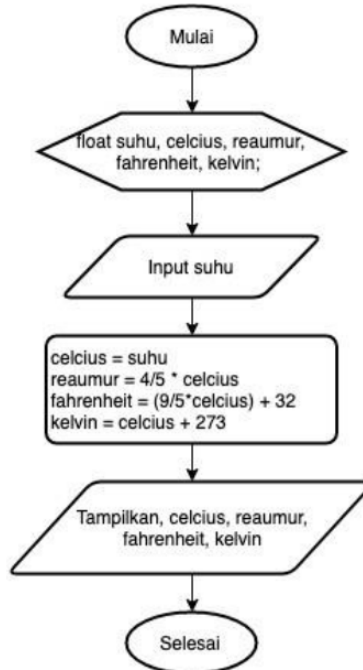 Mulai
float suhu, celcius, reaumur,
fahrenheit, kelvin;
Input suhu
celcius = suhu
reaumur = 4/5 * celcius
fahrenheit = (9/5*celcius) + 32
kelvin = celcius + 273
Tampilkan, celcius, reaumur,
fahrenheit, kelvin
Selesai